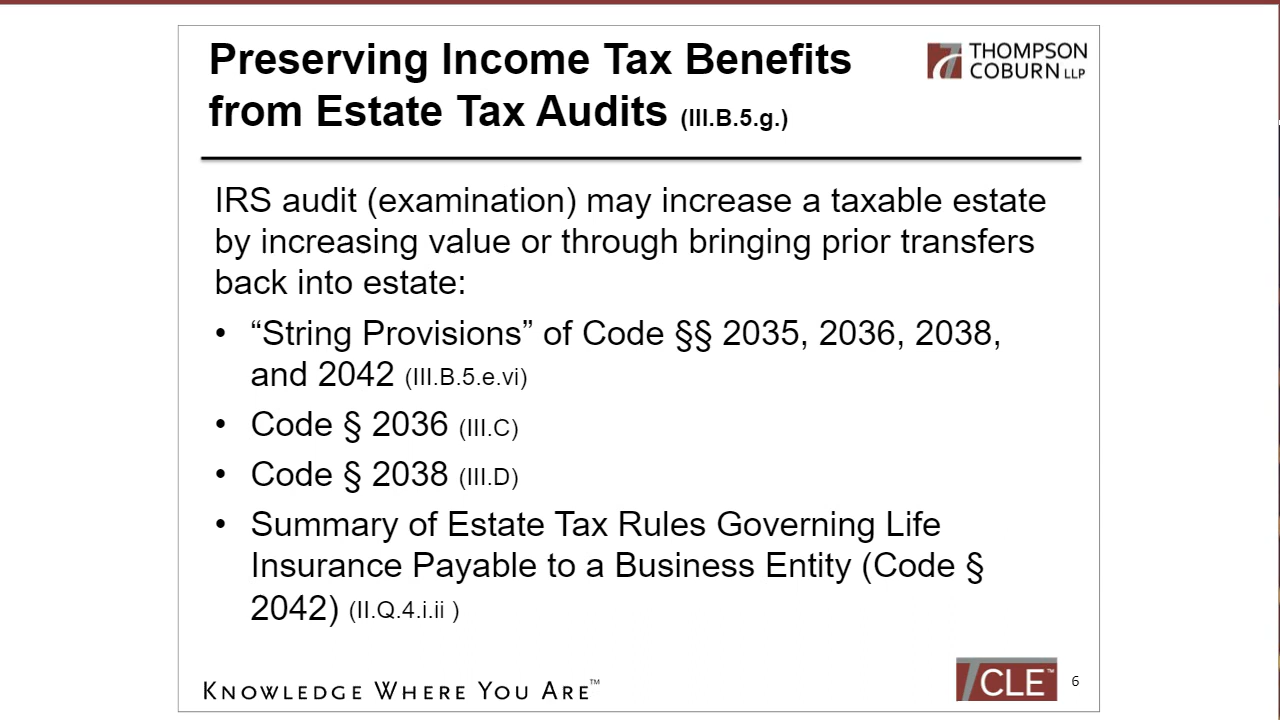 Preserving Income Tax Benefits
from Estate Tax Audits (III.B.5.g.)
THOMPSON
COBURN LLP
IRS audit (examination) may increase a taxable estate
by increasing value or through bringing prior transfers
back into estate:
• “String Provisions” of Code §§ 2035, 2036, 2038,
and 2042 (III.B.5.e.vi)
• Code § 2036 (III.C)
• Code § 2038 (III.D)
• Summary of Estate Tax Rules Governing Life
Insurance Payable to a Business Entity (Code §
2042) (II.Q.4.i.ii )
KNOWLEDGE WHERE YOU ARE™
CLE™
6